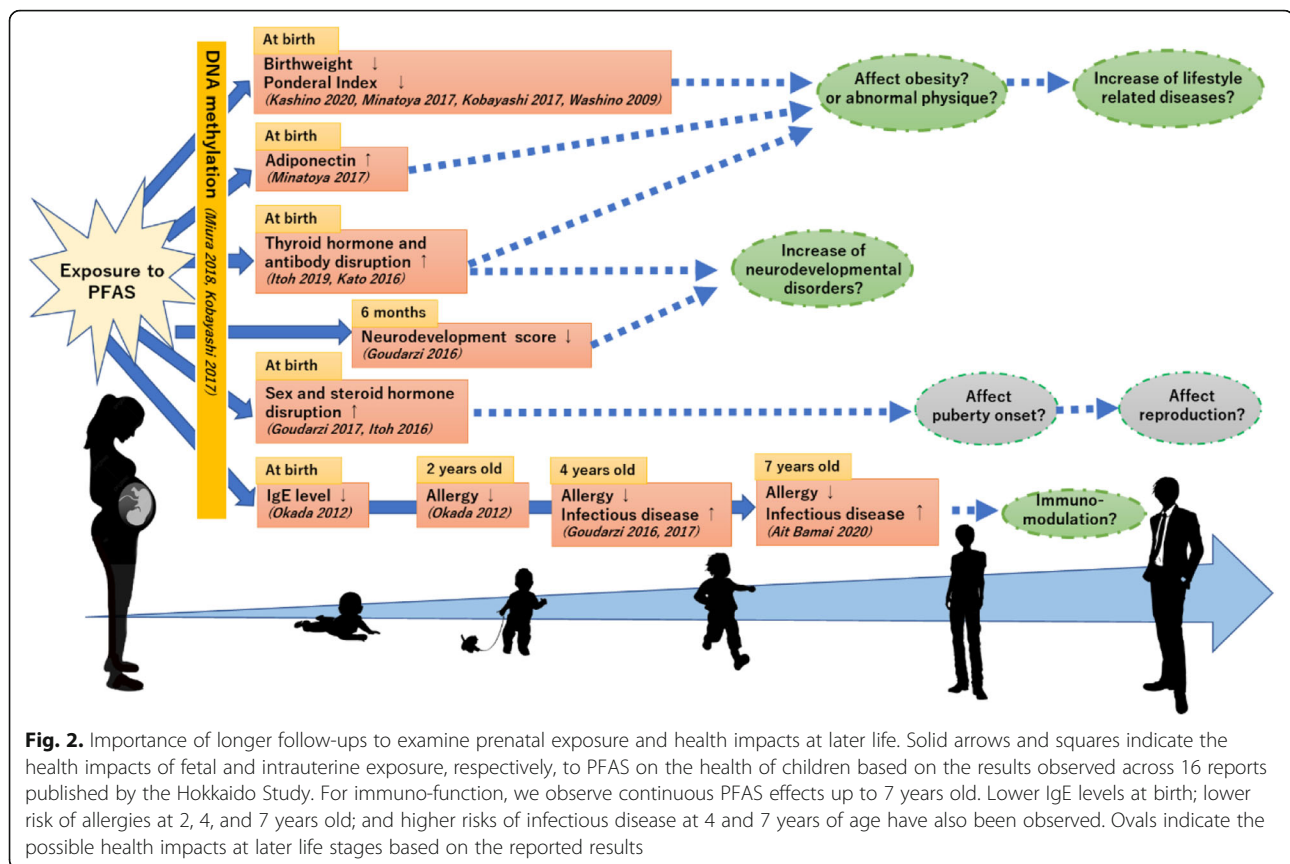 DNA methylation (Miura 2018, Kobayashi 2017)
Exposure to
PFAS
At birth
Birthweight ↓
Ponderal Index ↓
(Kashino 2020, Minatoya 2017, Kobayashi 2017, Washino 2009)
Affect obesity?
or abnormal physique?
Increase of lifestyle
related diseases?
At birth
Adiponectin ↑
(Minatoya 2017)
At birth
Thyroid hormone and
antibody disruption ↑
(Itoh 2019, Kato 2016)
Increase of
neurodevelopmental
disorders?
6 months
Neurodevelopment score ↓
(Goudarzi 2016)
At birth
Sex and steroid hormone
disruption ↑
(Goudarzi 2017, Itoh 2016)
Affect
puberty onset?
Affect
reproduction?
At birth
IgE level ↓
(Okada 2012)
2 years old
Allergy ↓
(Okada 2012)
4 years old
Allergy ↓
Infectious disease ↑
(Goudarzi 2016, 2017)
7 years old
Allergy ↓
Infectious disease ↑
(Ait Bamai 2020)
Immuno-
modulation?
Fig. 2. Importance of longer follow-ups to examine prenatal exposure and health impacts at later life. Solid arrows and squares indicate the
health impacts of fetal and intrauterine exposure, respectively, to PFAS on the health of children based on the results observed across 16 reports
published by the Hokkaido Study. For immuno-function, we observe continuous PFAS effects up to 7 years old. Lower IgE levels at birth; lower
risk of allergies at 2, 4, and 7 years old; and higher risks of infectious disease at 4 and 7 years of age have also been observed. Ovals indicate the
possible health impacts at later life stages based on the reported results